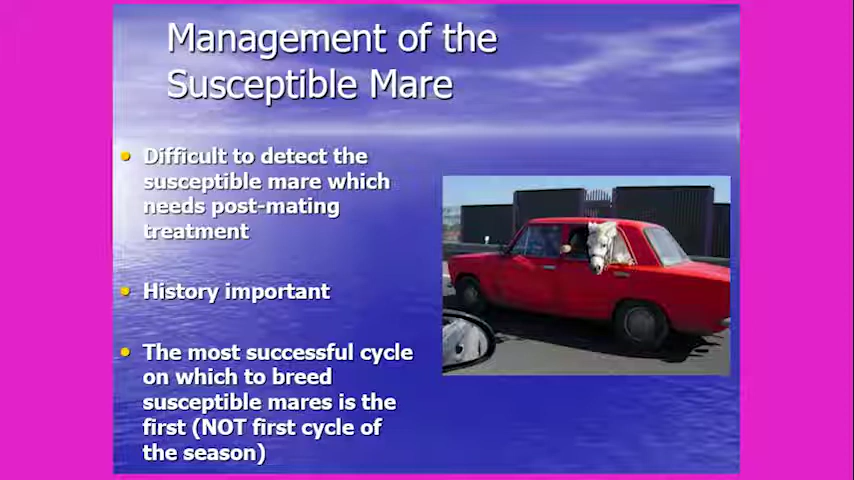 Management of the
Susceptible Mare
Difficult to detect the
susceptible mare which
needs post-mating
treatment
History important
The most successful cycle
on which to breed
susceptible mares is the
first (NOT first cycle of
the season)